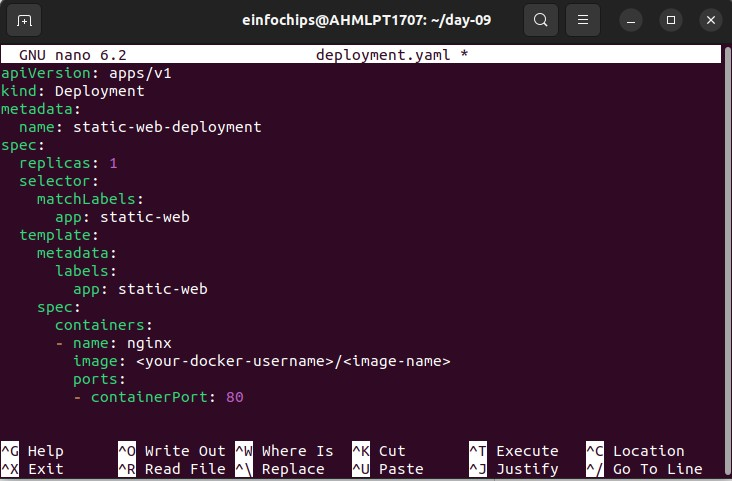 einfochips@AHMLPT1707: ~/day-09
GNU nano 6.2 deployment.yaml *
apiVersion: apps/v1
kind: Deployment
metadata:
  name: static-web-deployment
spec:
  replicas: 1
  selector:
    matchLabels:
      app: static-web
  template:
    metadata:
      labels:
        app: static-web
    spec:
      containers:
      - name: nginx
        image: <your-docker-username>/<image-name>
        ports:
        - containerPort: 80
^G Help ^O Write Out ^W Where Is ^K Cut ^T Execute ^C Location
^X Exit ^R Read File ^\ Replace ^U Paste ^J Justify ^/ Go To Line